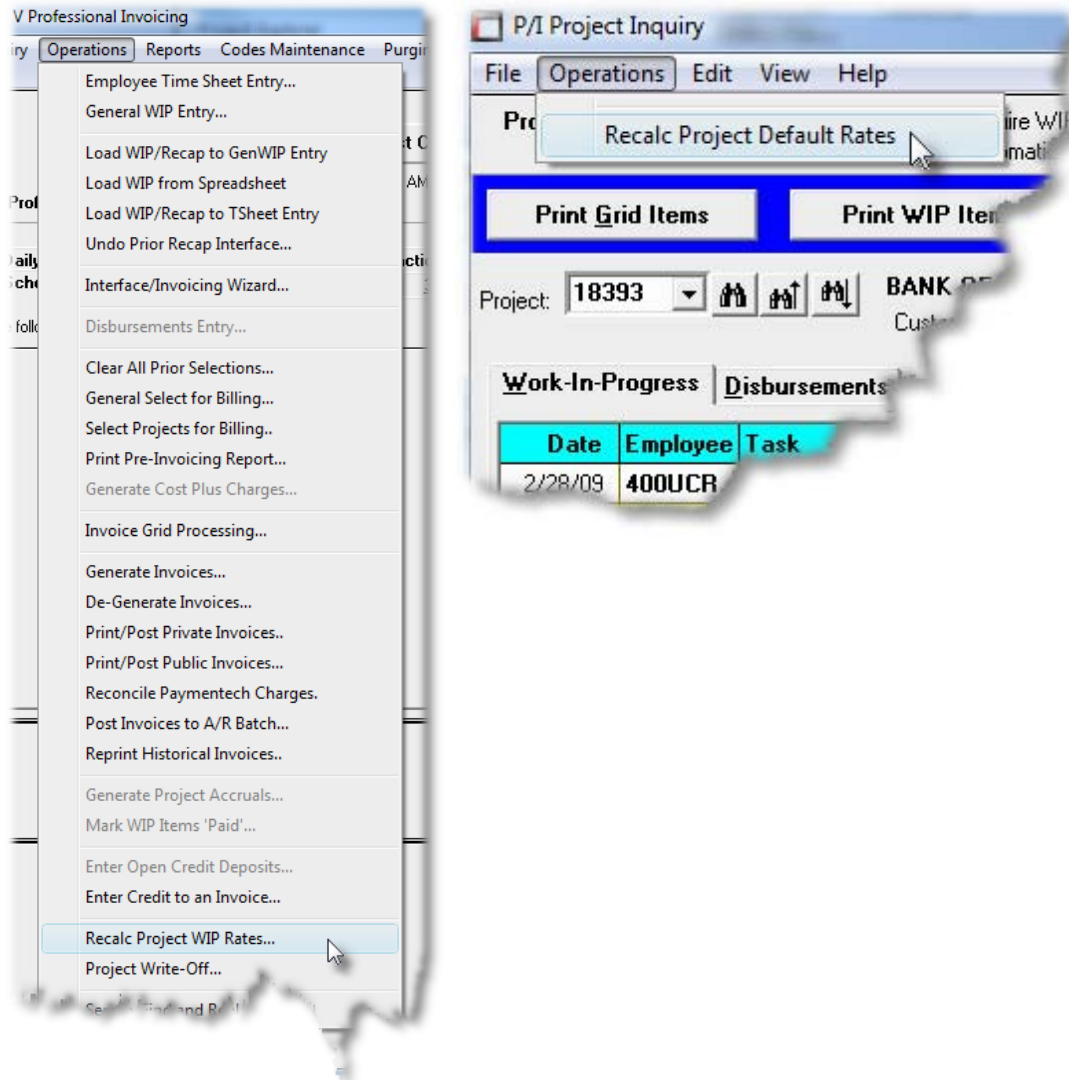 V Professional Invoicing
Operations Reports Codes Maintenance
Employee Time Sheet Entry...
General WIP Entry...
Load WIP/Recap to GenWIP Entry
Load WIP from Spreadsheet
Load WIP/Recap to TSheet Entry
Undo Prior Recap Interface...
Interface/Invoicing Wizard...
Disbursements Entry...
Clear All Prior Selections...
General Select for Billing...
Select Projects for Billing..
Print Pre-Invoicing Report...
Generate Cost Plus Charges...
Invoice Grid Processing...
Generate Invoices...
De-Generate Invoices...
Print/Post Private Invoices..
Print/Post Public Invoices...
Reconcile Paymentech Charges.
Post Invoices to A/R Batch...
Reprint Historical Invoices..
Generate Project Accruals...
Mark WIP Items 'Paid'...
Enter Open Credit Deposits...
Enter Credit to an Invoice...
Recalc Project WIP Rates...
Project Write-Off...
P/I Project Inquiry
File Operations Edit View Help
Recalc Project Default Rates
Print Grid Items Print WIP
Project: 18393 BANK
Work-In-Progress Disbursements
Date Employee Task
2/28/09 400UCR